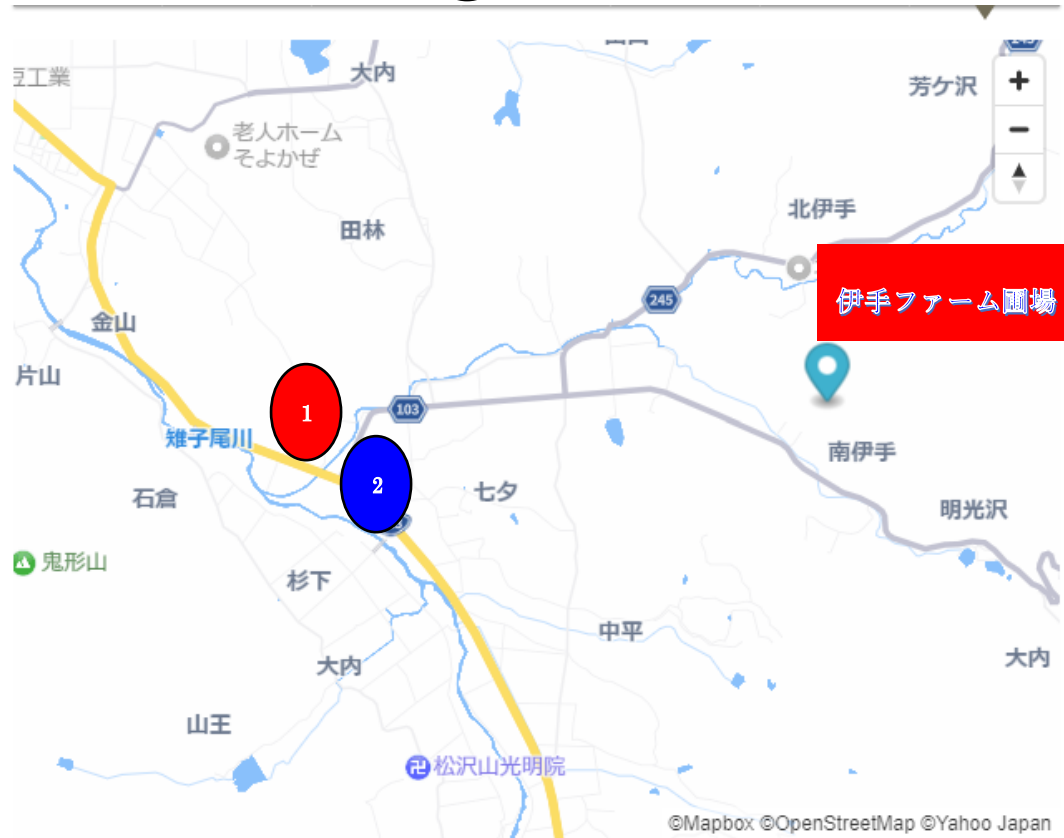 大内
芳ケ沢
工業
老人ホーム
そよかぜ
北伊手
田林
245
伊手ファーム圃場
金山
片山
1
103
雉子尾川
南伊手
2
七夕
石倉
明光沢
鬼形山
杉下
中平
大内
大内
山王
卍 松沢山光明院
©Mapbox ©OpenStreetMap ©Yahoo Japan